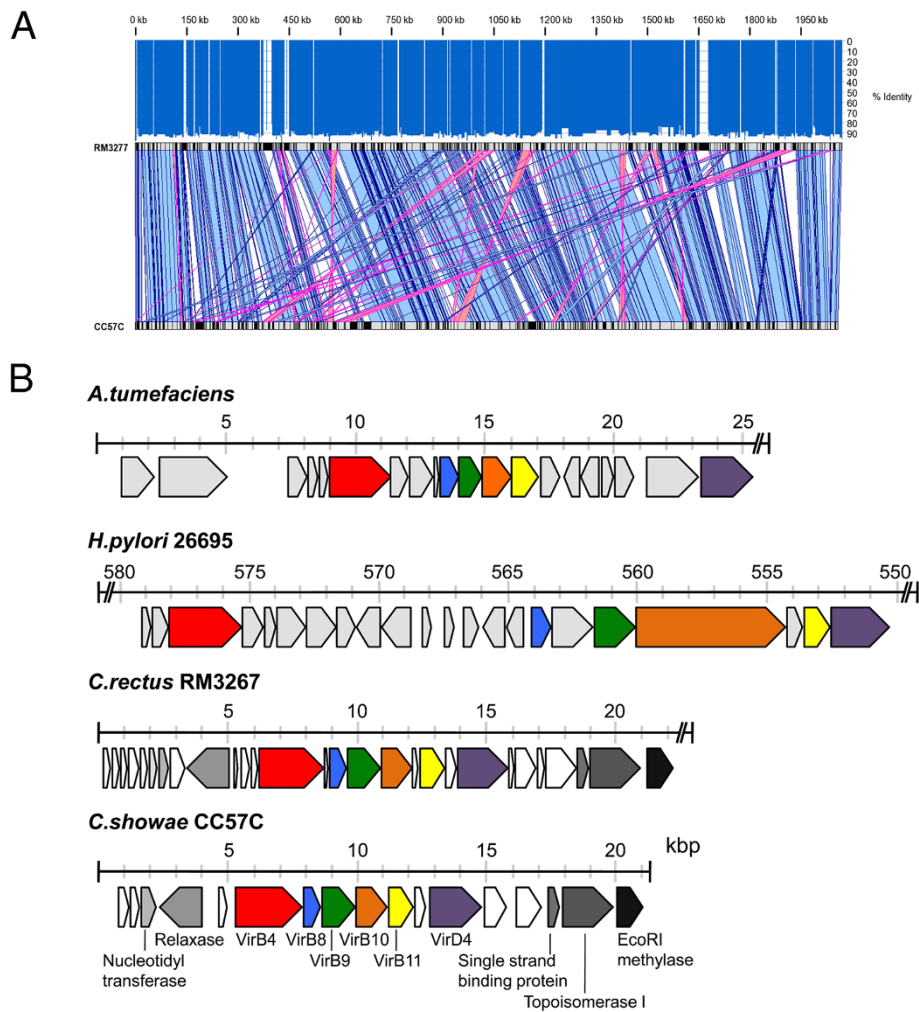 A
0 kb 150 kb 300 kb 450 kb 600 kb 750 kb 900 kb 1050 kb 1200 kb 1350 kb 1500 kb 1650 kb 1800 kb 1950 kb
0
10
20
30
40
50
60
70
80
90
% Identity
RM3277
CC57C
B
A.tumefaciens
5 10 15 20 25
H.pylori 26695
580 575 570 565 560 555 550
C.rectus RM3267
5 10 15 20
C.showae CC57C
kbp
5 10 15 20
Relaxase VirB4 VirB8 VirB10 VirD4 EcoRI
Nucleotidyl VirB9 VirB11 Single strand methylase
transferase binding protein
Topoisomerase I